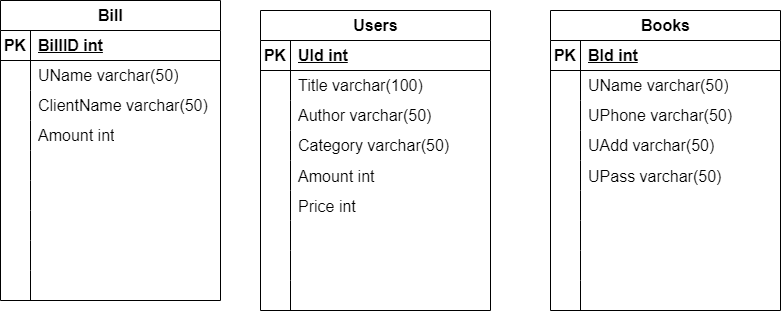 Bill
PK BillID int
UName varchar(50)
ClientName varchar(50)
Amount int
Users
PK UId int
Title varchar(100)
Author varchar(50)
Category varchar(50)
Amount int
Price int
Books
PK BId int
UName varchar(50)
UPhone varchar(50)
UAdd varchar(50)
UPass varchar(50)